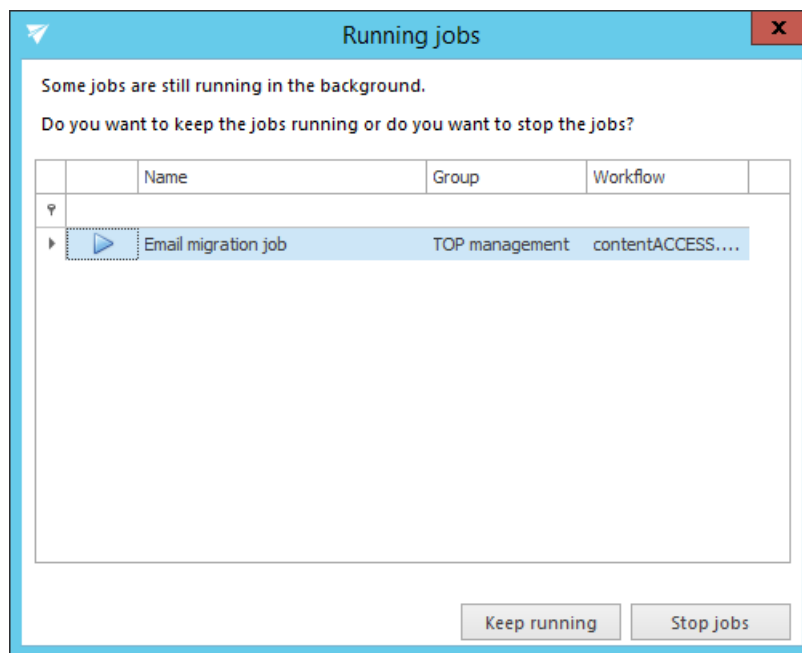 Running jobs
x
Some jobs are still running in the background.
Do you want to keep the jobs running or do you want to stop the jobs?
Name Group Workflow
Email migration job TOP management contentACCESS....
Keep running Stop jobs